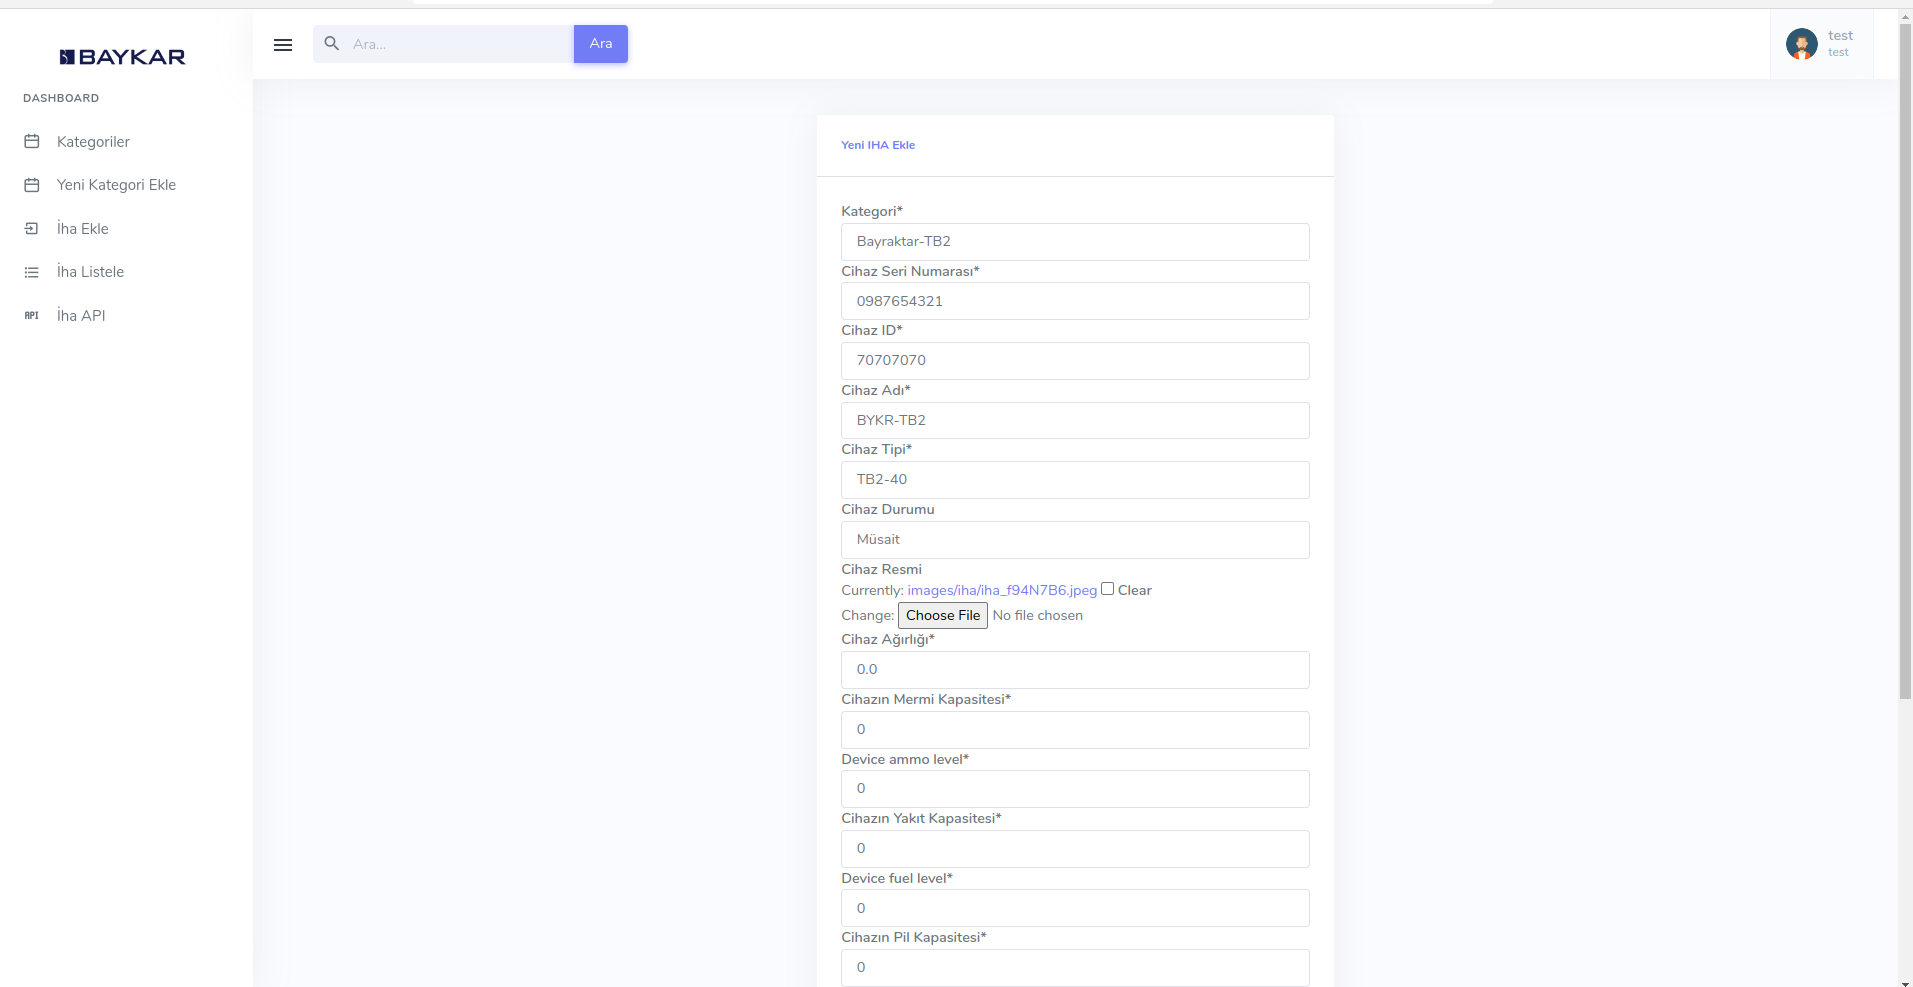 BAYKAR
Ara...
Ara
test
test
DASHBOARD
Kategoriler
Yeni Kategori Ekle
İha Ekle
İha Listele
API İha API
Yeni IHA Ekle
Kategori*
Bayraktar-TB2
Cihaz Seri Numarası*
0987654321
Cihaz ID*
70707070
Cihaz Adı*
BYKR-TB2
Cihaz Tipi*
TB2-40
Cihaz Durumu
Müsait
Cihaz Resmi
Currently: images/iha/iha_f94N7B6.jpeg Clear
Change: Choose File No file chosen
Cihaz Ağırlığı*
0.0
Cihazın Mermi Kapasitesi*
0
Device ammo level*
0
Cihazın Yakıt Kapasitesi*
0
Device fuel level*
0
Cihazın Pil Kapasitesi*
0